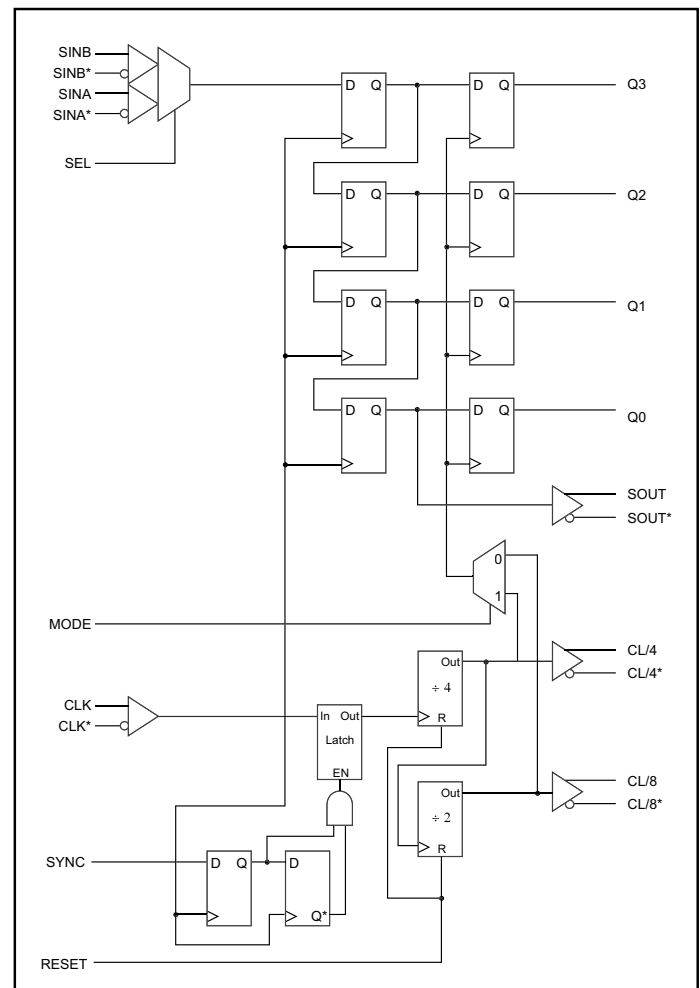 SINB
SINB*
SINA
SINA*
SEL
D Q
D Q
Q3
D Q
D Q
Q2
D Q
D Q
Q1
D Q
D Q
Q0
SOUT
SOUT*
0
1
MODE
Out
÷ 4
R
CL/4
CL/4*
CLK
CLK*
In Out
Latch
EN
Out
÷ 2
R
CL/8
CL/8*
SYNC
D Q
D
Q*
RESET